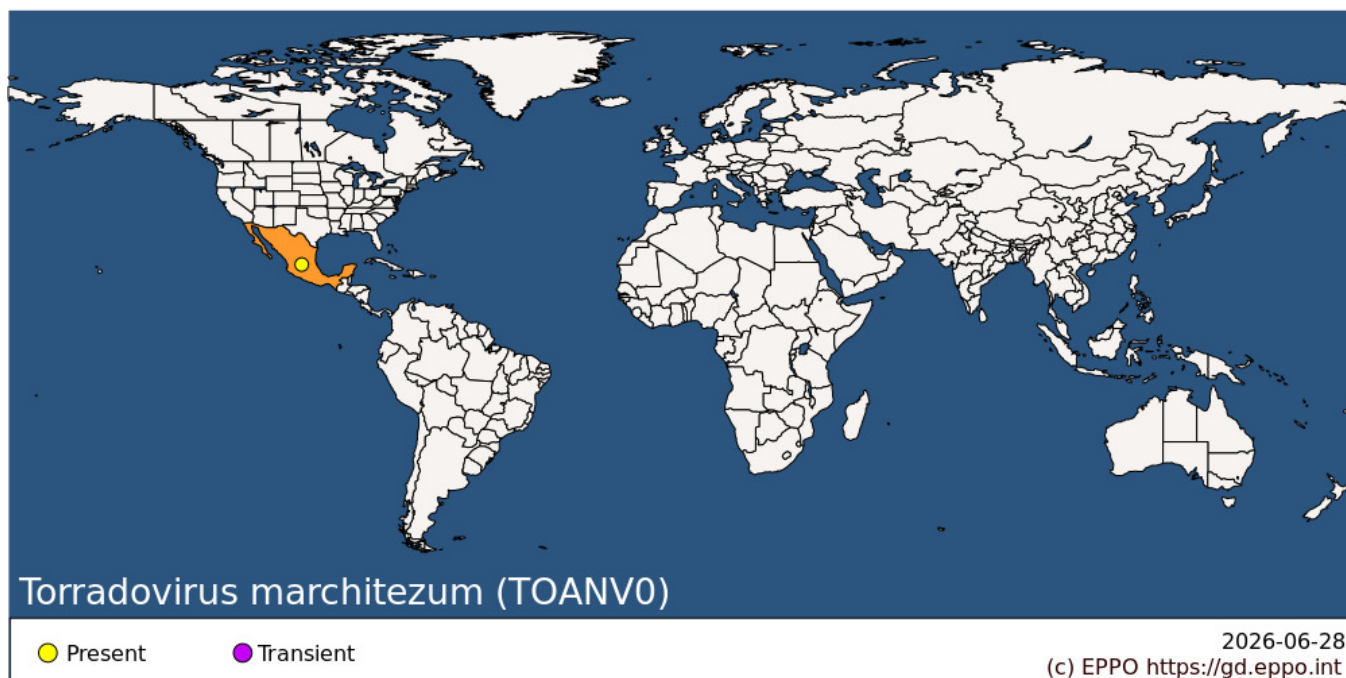 Torradovirus marchitezum (TOANV0)
Present
Transient
2026-06-28
(c) EPPO https://gd.eppo.int